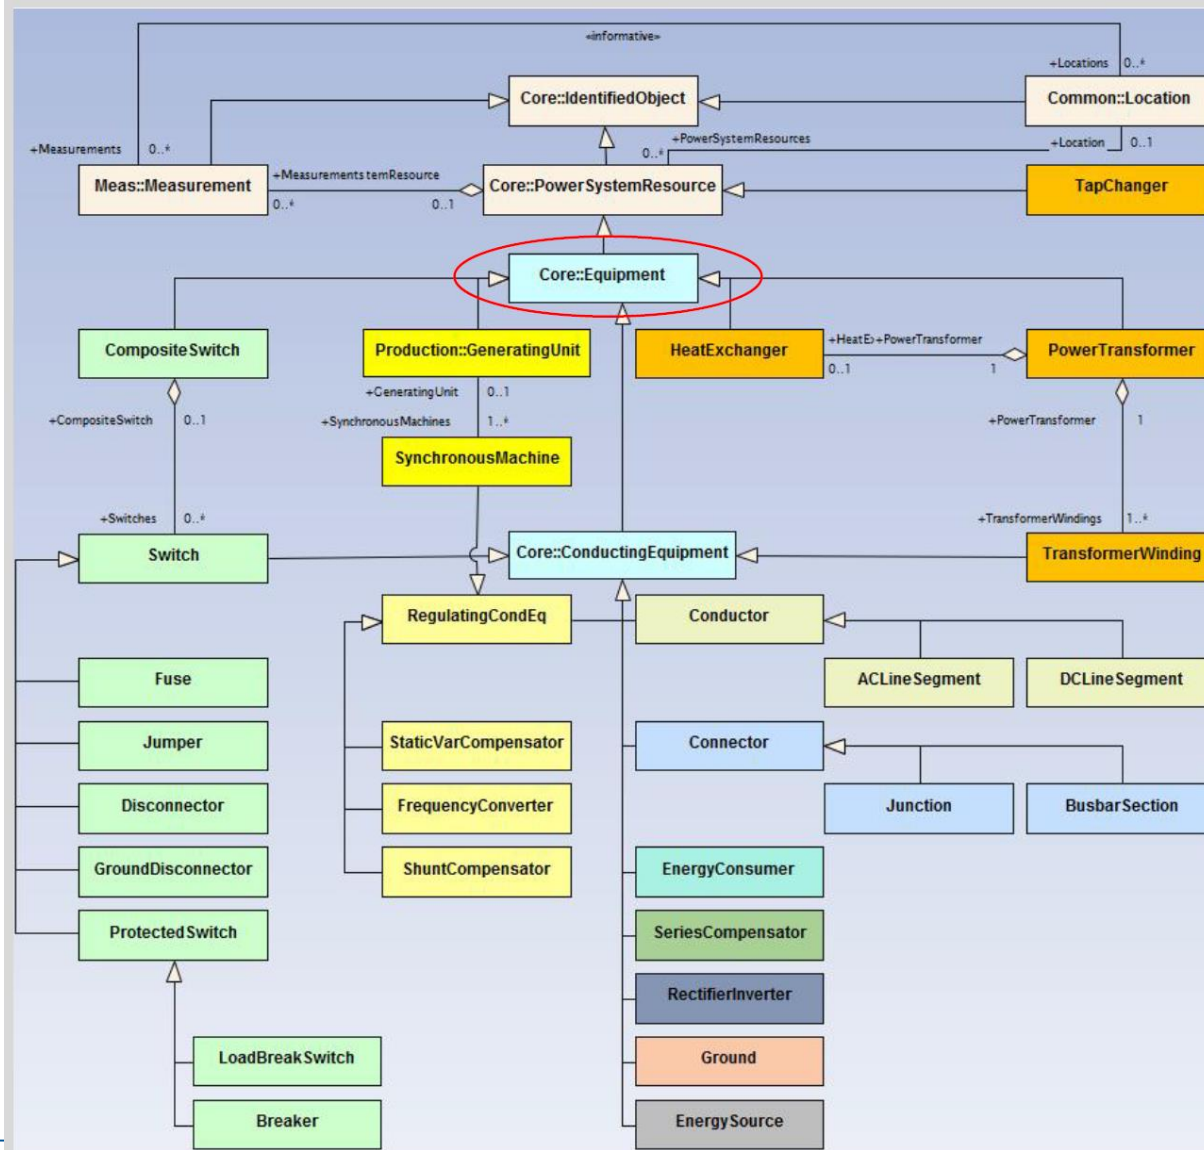 «informative»
+Locations 0..*
Core::IdentifiedObject
Common::Location
+Measurements 0..*
+PowerSystemResources
0..*
+Location 0..1
Meas::Measurement
+Measurements temResource
0..* 0..1
Core::PowerSystemResource
TapChanger
Core::Equipment
CompositeSwitch
Production::GeneratingUnit
HeatExchanger
+HeatE›+PowerTransformer
0..1 1
PowerTransformer
+GeneratingUnit 0..1
+CompositeSwitch 0..1
+SynchronousMachines 1..*
+PowerTransformer 1
SynchronousMachine
+Switches 0..*
+TransformerWindings 1..*
Switch
Core::ConductingEquipment
TransformerWinding
RegulatingCondEq
Conductor
Fuse
ACLineSegment
DCLineSegment
Jumper
StaticVarCompensator
Connector
Disconnector
FrequencyConverter
Junction
BusbarSection
GroundDisconnector
ShuntCompensator
EnergyConsumer
ProtectedSwitch
SeriesCompensator
RectifierInverter
LoadBreakSwitch
Ground
Breaker
EnergySource